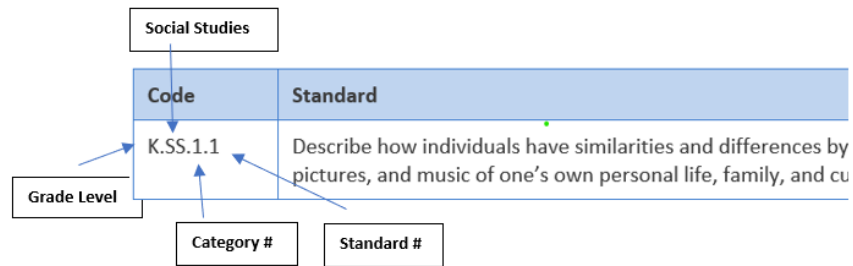 Social Studies
Code Standard
K.SS.1.1 Describe how individuals have similarities and differences by
pictures, and music of one’s own personal life, family, and
Grade Level
Category # Standard #